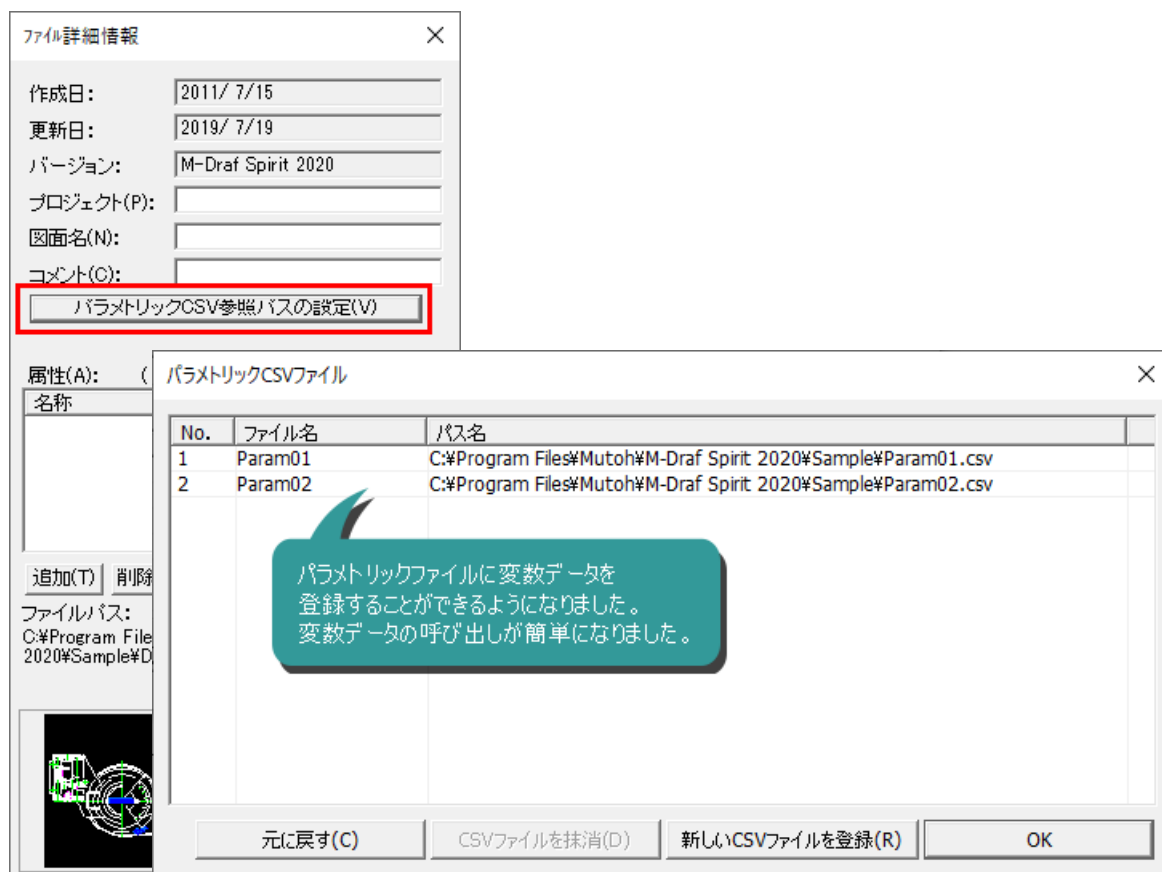 ファイル詳細情報
作成日: 2011/ 7/15
更新日: 2019/ 7/19
バージョン: M-Draf Spirit 2020
プロジェクト(P):
図面名(N):
コメント(C):
パラメトリックCSV参照パスの設定(V)
属性(A): (
名称
追加(T) 削除
ファイルパス:
C:¥Program File
2020¥Sample¥D
パラメトリックCSVファイル
No. ファイル名 パス名
1 Param01 C:¥Program Files¥Mutoh¥M-Draf Spirit 2020¥Sample¥Param01.csv
2 Param02 C:¥Program Files¥Mutoh¥M-Draf Spirit 2020¥Sample¥Param02.csv
パラメトリックファイルに変数データを
登録することができるようになりました。
変数データの呼び出しが簡単になりました。
元に戻す(C) CSVファイルを抹消(D) 新しいCSVファイルを登録(R) OK